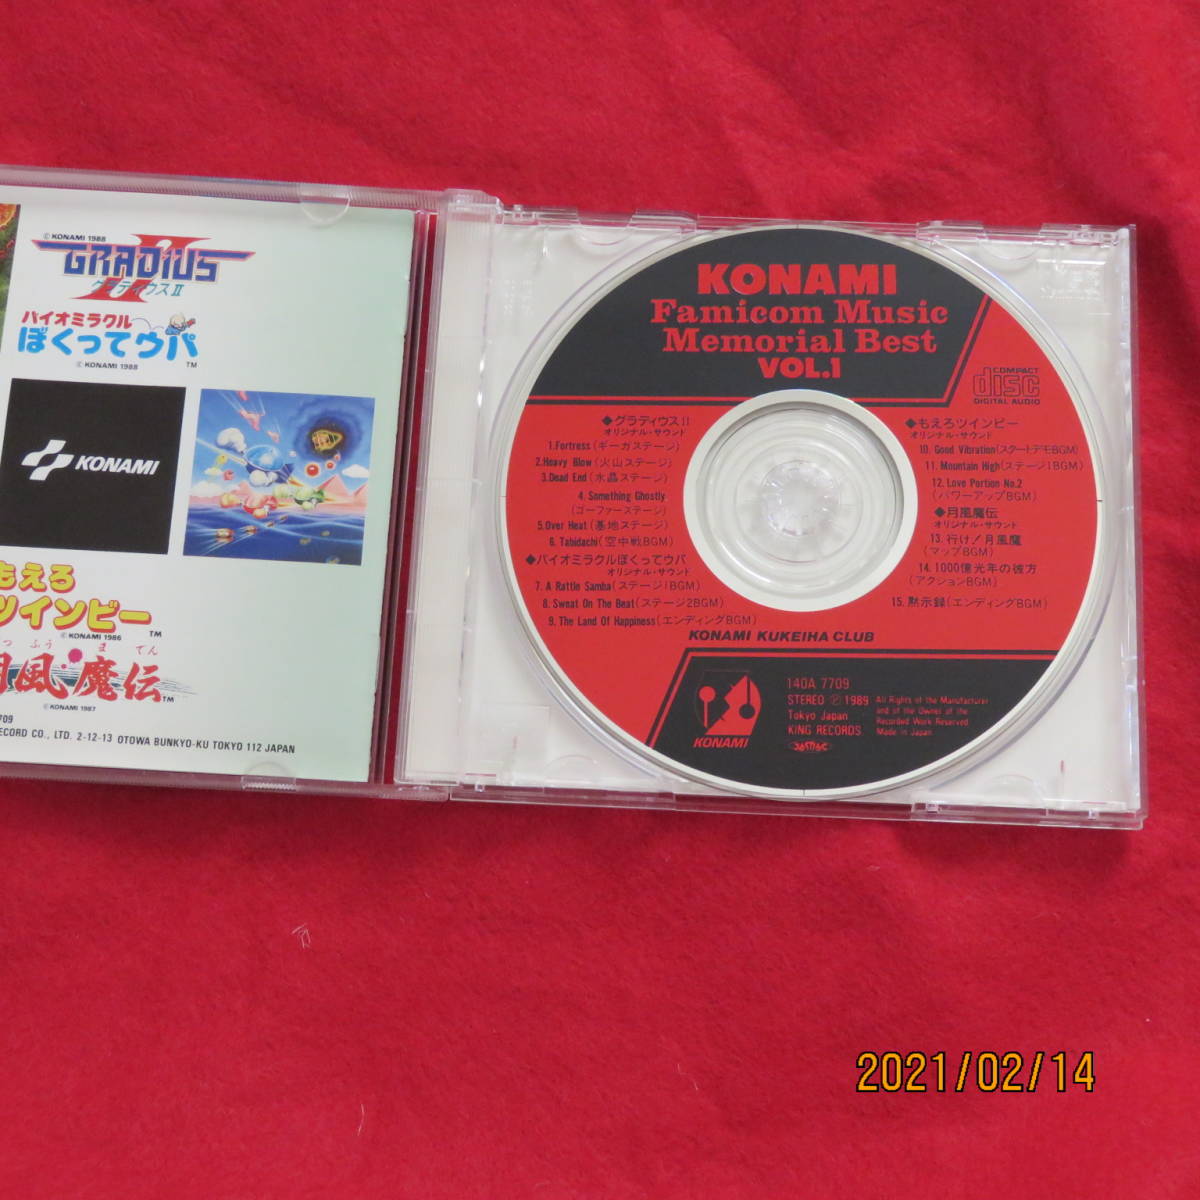 © KONAMI 1988
GRADIUS
II
グラディウスII
バイオミラクル
ぼくってウパ
™
© KONAMI 1988
KONAMI
もえろ
ツインビー
™
© KONAMI 1986
つ ふう ま でん
風魔伝
™
© KONAMI 1987
709
ECORD CO., LTD. 2-12-13 OTOWA BUNKYO-KU TOKYO 112 JAPAN
KONAMI
Famicom Music
Memorial Best
VOL.1
COMPACT
disc
DIGITAL AUDIO
◆グラディウスII
オリジナル・サウンド
1.Fortress(ギーガステージ)
2.Heavy Blow(火山ステージ)
3.Dead End(水晶ステージ)
4. Something Ghostly
(ゴーファーステージ)
5.Over Heat(基地ステージ)
6. Tabidachi(空中戦BGM)
◆バイオミラクルぼくってウパ
オリジナル・サウンド
7. A Rattle Samba(ステージ1BGM)
8. Sweat On The Beat(ステージ2BGM)
9. The Land Of Happiness(エンディングBGM)
◆もえろツインビー
オリジナル・サウンド
10. Good Vibration(スタートデモBGM)
11. Mountain High(ステージ1BGM)
12. Love Portion No.2
(パワーアップBGM)
◆月風魔伝
オリジナル・サウンド
13. 行け!月風魔
(マップBGM)
14. 1000億光年の彼方
(アクションBGM)
15. 黙示録(エンディングBGM)
KONAMI KUKEIHA CLUB
KONAMI
140A 7709
STEREO Ⓟ 1989
Tokyo Japan
KING RECORDS
JASRAC
All Rights of the Manufacturer
and of the Owner of the
Recorded Work Reserved
Made in Japan
2021/02/14